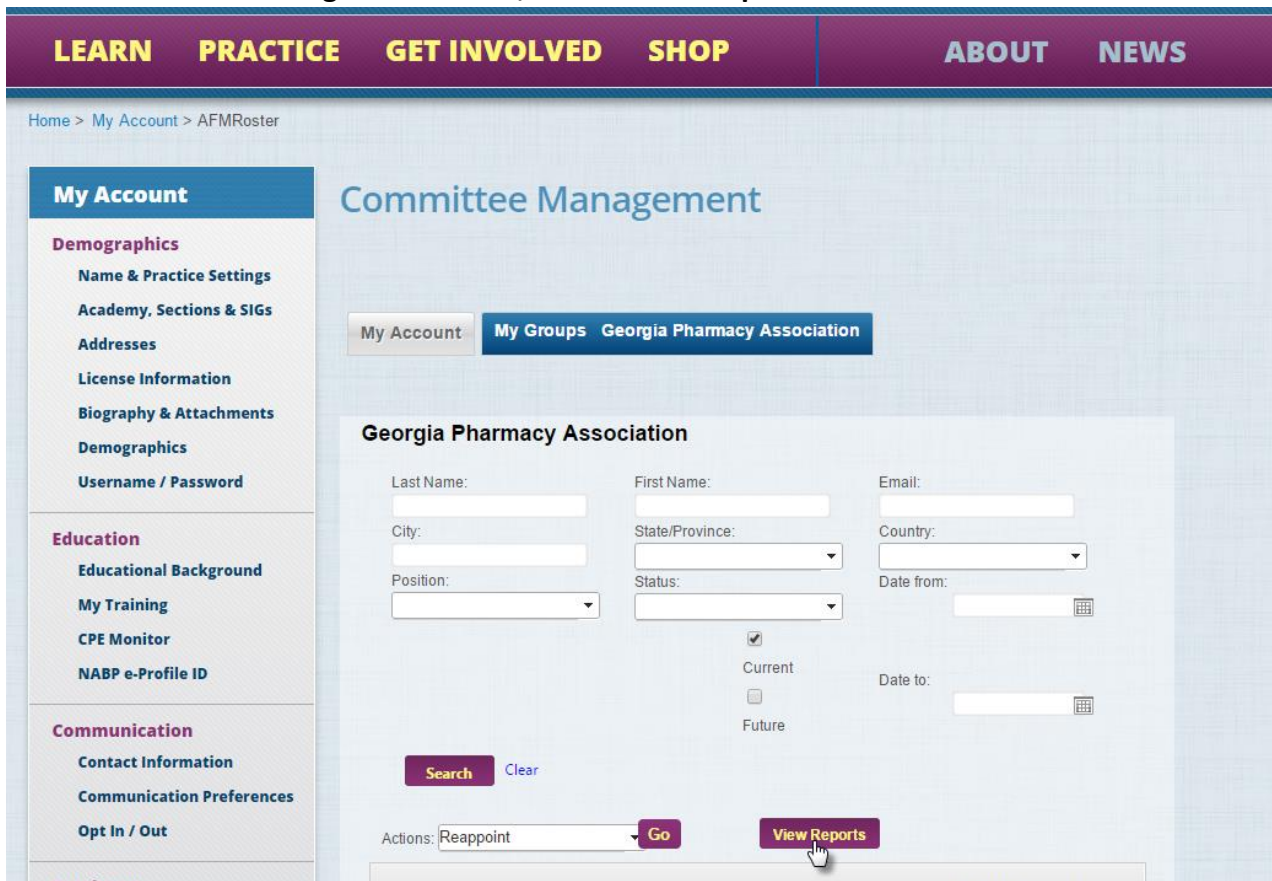 LEARN PRACTICE GET INVOLVED SHOP ABOUT NEWS
Home > My Account > AFMRoster
My Account
Demographics
Name & Practice Settings
Academy, Sections & SIGs
Addresses
License Information
Biography & Attachments
Demographics
Username / Password
Education
Educational Background
My Training
CPE Monitor
NABP e-Profile ID
Communication
Contact Information
Communication Preferences
Opt In / Out
Committee Management
My Account My Groups Georgia Pharmacy Association
Georgia Pharmacy Association
Last Name: First Name: Email:
City: State/Province: Country:
Position: Status: Date from:
Current
Date to:
Future
Search Clear
Actions: Reappoint Go View Reports